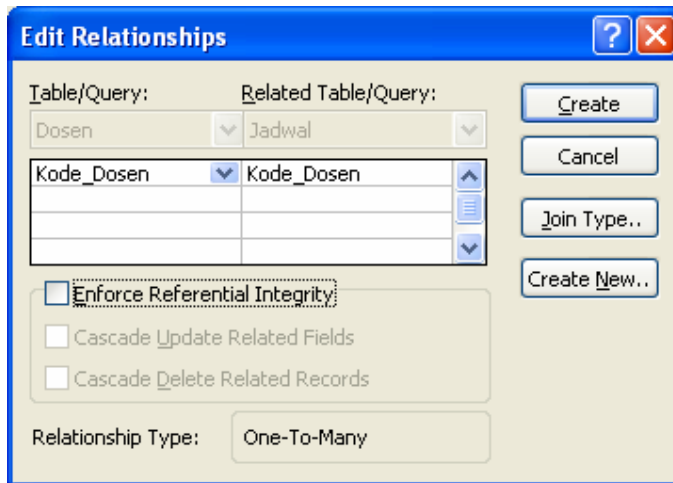 Edit Relationships
Table/Query: Related Table/Query:
Dosen Jadwal
Kode_Dosen Kode_Dosen
Enforce Referential Integrity
Cascade Update Related Fields
Cascade Delete Related Records
Relationship Type: One-To-Many
Create
Cancel
Join Type..
Create New..